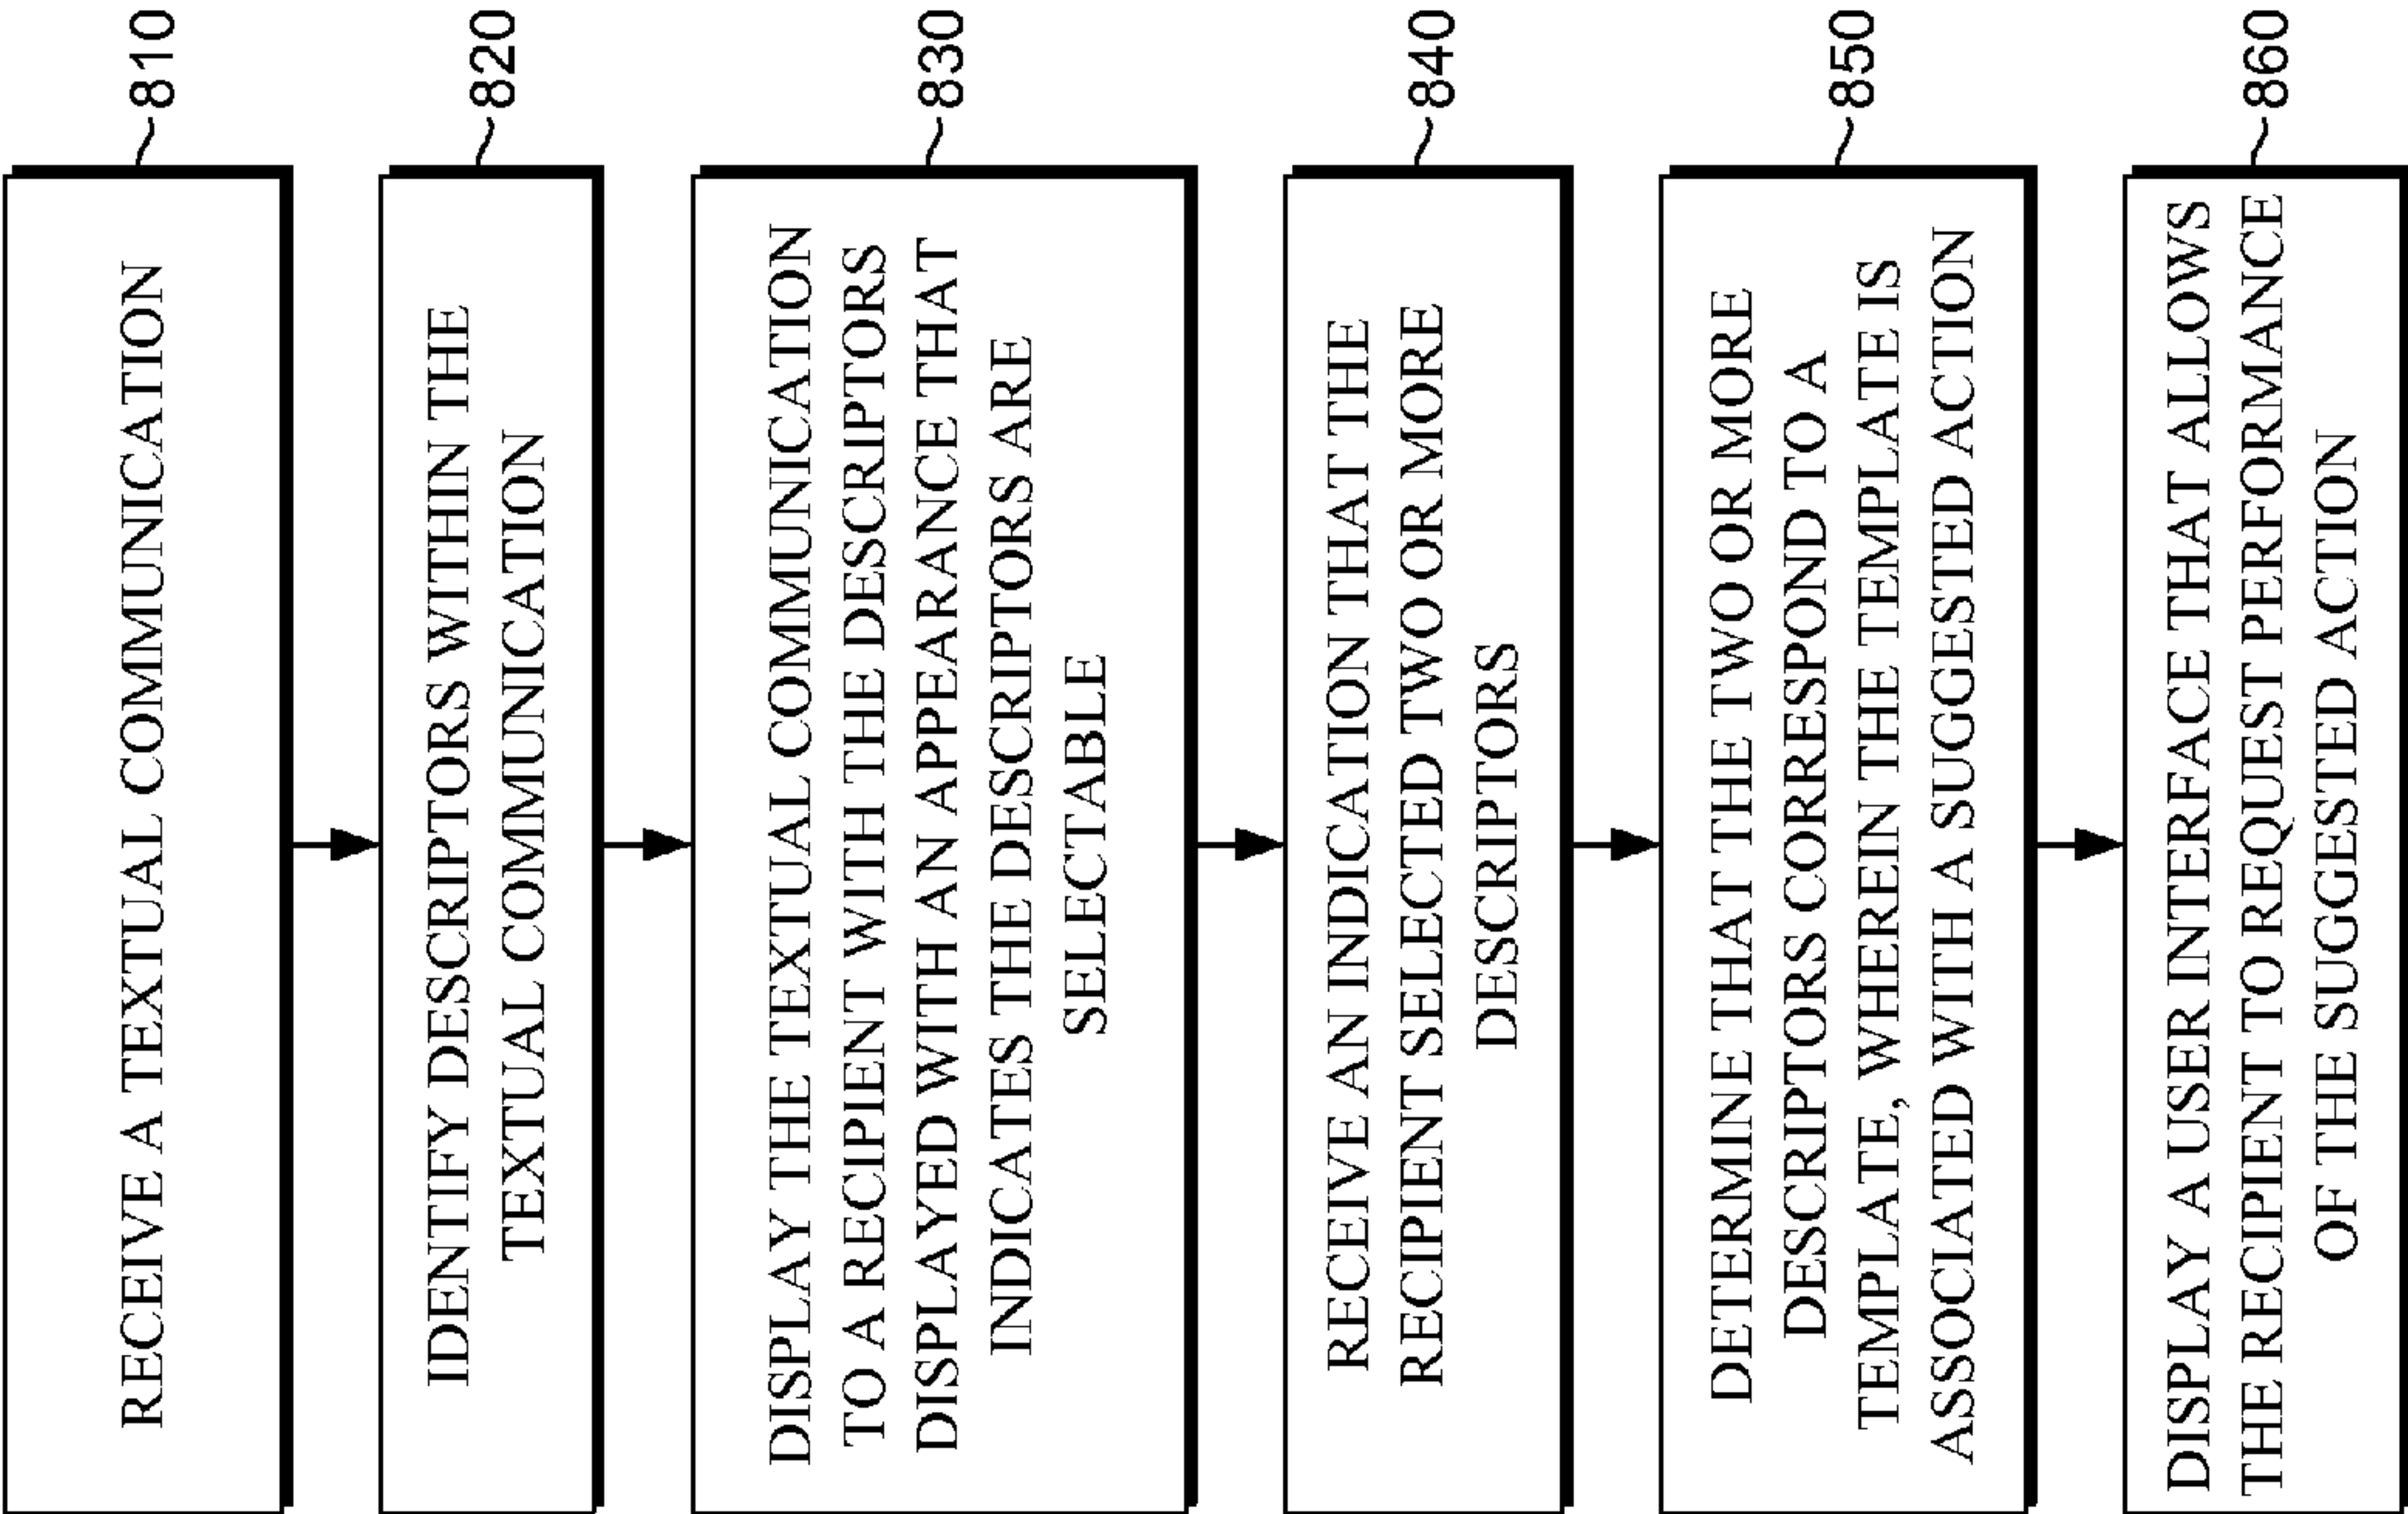 RECEIVE A TEXTUAL COMMUNICATION
810
IDENTIFY DESCRIPTORS WITHIN THE
TEXTUAL COMMUNICATION
820
DISPLAY THE TEXTUAL COMMUNICATION
TO A RECIPIENT WITH THE DESCRIPTORS
DISPLAYED WITH AN APPEARANCE THAT
INDICATES THE DESCRIPTORS ARE
SELECTABLE
830
RECEIVE AN INDICATION THAT THE
RECIPIENT SELECTED TWO OR MORE
DESCRIPTORS
840
DETERMINE THAT THE TWO OR MORE
DESCRIPTORS CORRESPOND TO A
TEMPLATE, WHEREIN THE TEMPLATE IS
ASSOCIATED WITH A SUGGESTED ACTION
850
DISPLAY A USER INTERFACE THAT ALLOWS
THE RECIPIENT TO REQUEST PERFORMANCE
OF THE SUGGESTED ACTION
860